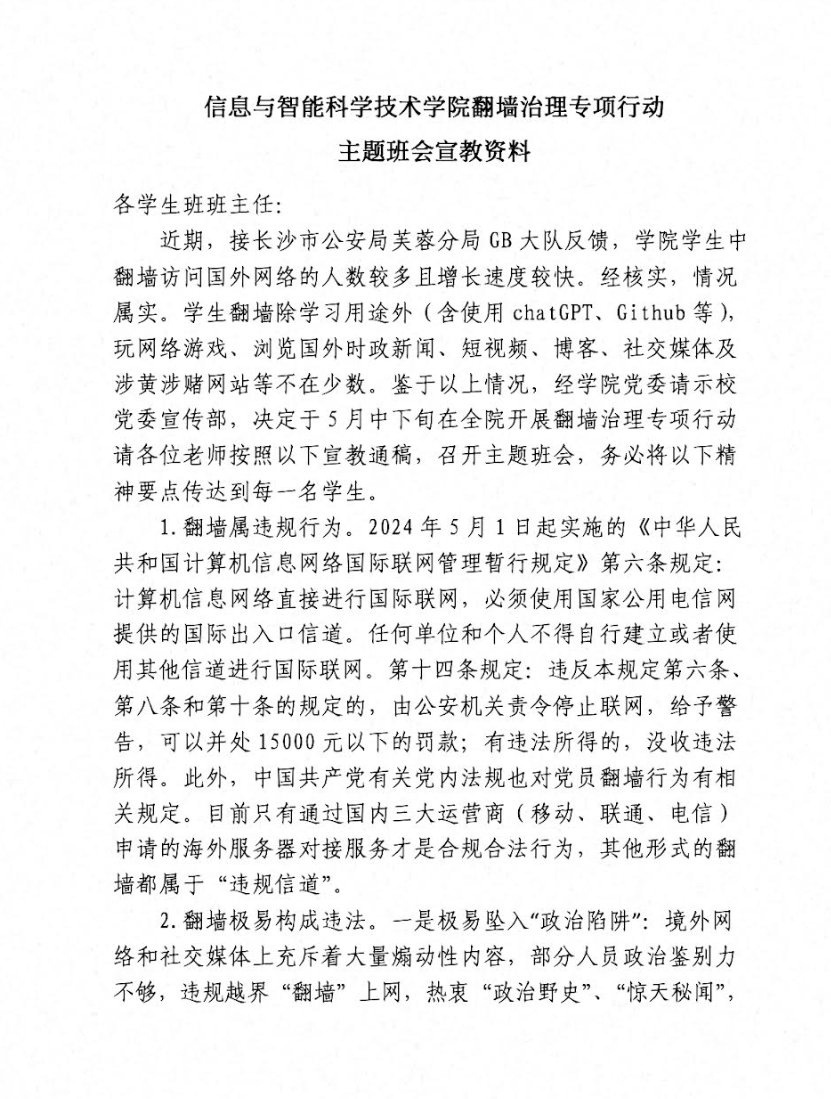 信息与智能科学技术学院翻墙治理专项行动
主题班会宣教资料
各学生班班主任:
近期，接长沙市公安局芙蓉分局 GB 大队反馈，学院学生中
翻墙访问国外网络的人数较多且增长速度较快。经核实，情况
属实。学生翻墙除学习用途外（含使用 chatGPT、Github 等），
玩网络游戏、浏览国外时政新闻、短视频、博客、社交媒体及
涉黄涉赌网站等不在少数。鉴于以上情况，经学院党委请示校
党委宣传部，决定于 5 月中下旬在全院开展翻墙治理专项行动
请各位老师按照以下宣教通稿，召开主题班会，务必将以下精
神要点传达到每一名学生。
1.翻墙属违规行为。2024 年 5 月 1 日起实施的《中华人民
共和国计算机信息网络国际联网管理暂行规定》第六条规定：
计算机信息网络直接进行国际联网，必须使用国家公用电信网
提供的国际出入口信道。任何单位和个人不得自行建立或者使
用其他信道进行国际联网。第十四条规定：违反本规定第六条、
第八条和第十条的规定的，由公安机关责令停止联网，给予警
告，可以并处 15000 元以下的罚款；有违法所得的，没收违法
所得。此外，中国共产党有关党内法规也对党员翻墙行为有相
关规定。目前只有通过国内三大运营商（移动、联通、电信）
申请的海外服务器对接服务才是合规合法行为，其他形式的翻
墙都属于“违规信道”。
2.翻墙极易构成违法。一是极易坠入“政治陷阱”：境外网
络和社交媒体上充斥着大量煽动性内容，部分人员政治鉴别力
不够，违规越界“翻墙”上网，热衷“政治野史”、“惊天秘闻”，